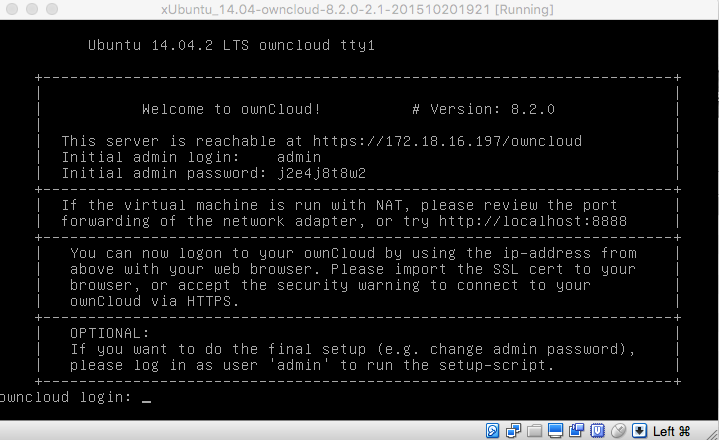 xUbuntu_14.04-owncloud-8.2.0-2.1-201510201921 [Running]
Ubuntu 14.04.2 LTS owncloud tty1
Welcome to ownCloud! # Version: 8.2.0
This server is reachable at https://172.18.16.197/owncloud
Initial admin login: admin
Initial admin password: j2e4j8t8w2
If the virtual machine is run with NAT, please review the port
forwarding of the network adapter, or try http://localhost:8888
You can now logon to your ownCloud by using the ip-address from
above with your web browser. Please import the SSL cert to your
browser, or accept the security warning to connect to your
ownCloud via HTTPS.
OPTIONAL:
If you want to do the final setup (e.g. change admin password),
please log in as user 'admin' to run the setup-script.
owncloud login: _
Left ⌘